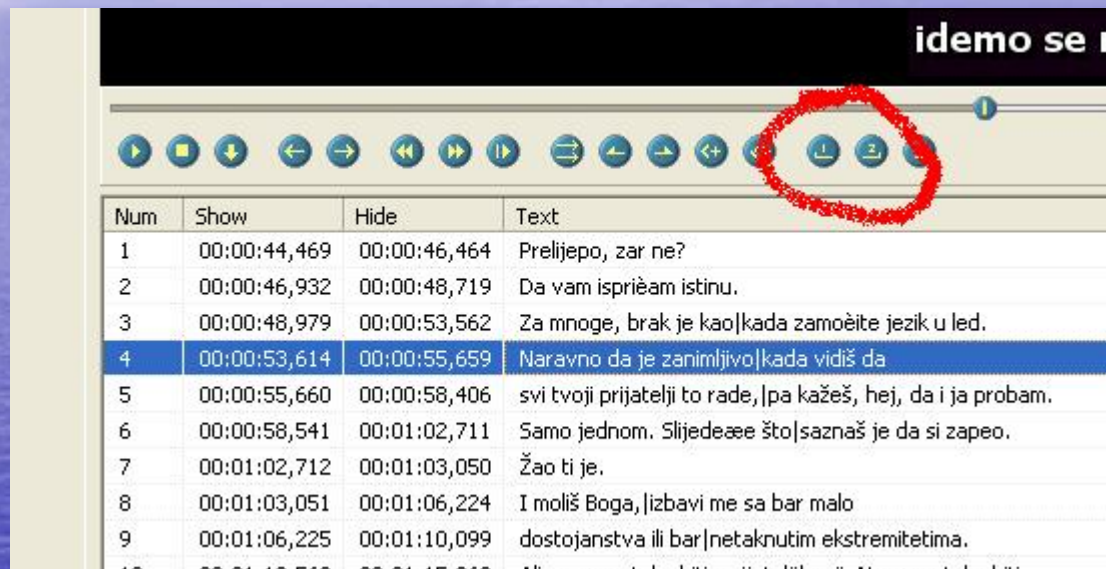 idemo se
Num Show Hide Text
1 00:00:44,469 00:00:46,464 Prelijepo, zar ne?
2 00:00:46,932 00:00:48,719 Da vam isprièam istinu.
3 00:00:48,979 00:00:53,562 Za mnoge, brak je kao|kada zamoèite jezik u led.
4 00:00:53,614 00:00:55,659 Naravno da je zanimljivo|kada vidiš da
5 00:00:55,660 00:00:58,406 svi tvoji prijatelji to rade,|pa kažeš, hej, da i ja probam.
6 00:00:58,541 00:01:02,711 Samo jednom. Slijedeæe što|saznaš je da si zapeo.
7 00:01:02,712 00:01:03,050 Žao ti je.
8 00:01:03,051 00:01:06,224 I moliš Boga,|izbavi me sa bar malo
9 00:01:06,225 00:01:10,099 dostojanstva ili bar|netaknutim ekstremitetima.